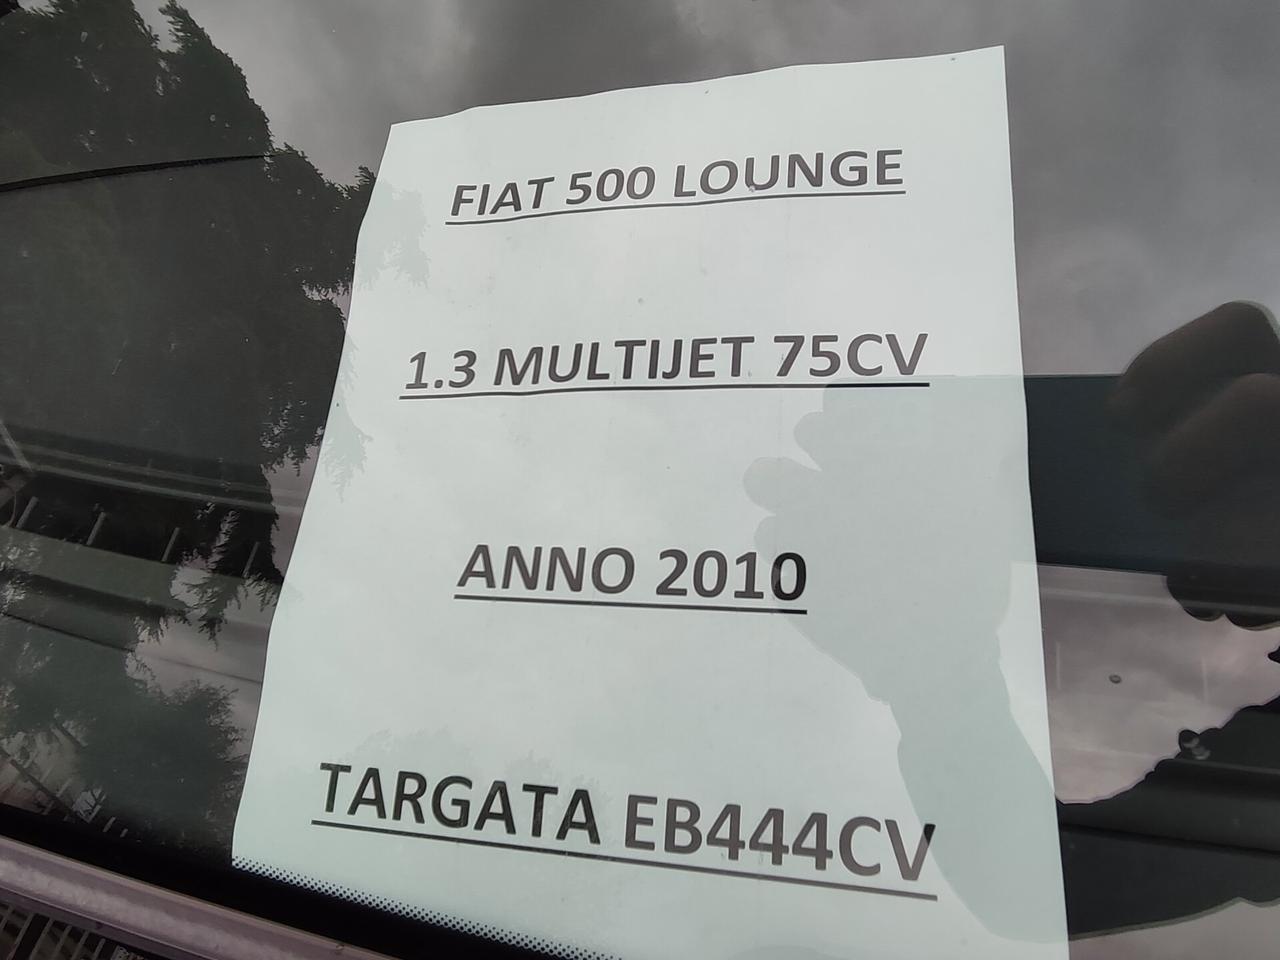 FIAT 500 LOUNGE
1.3 MULTIJET 75CV
ANNO 2010
TARGATA EB444CV